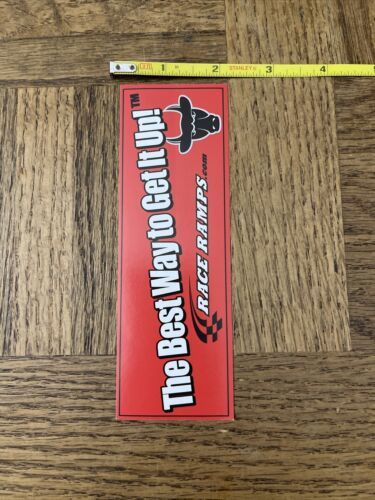 1 2 STANLEY 3 4
The Best Way to Get It Up!™
RACE RAMPS.com